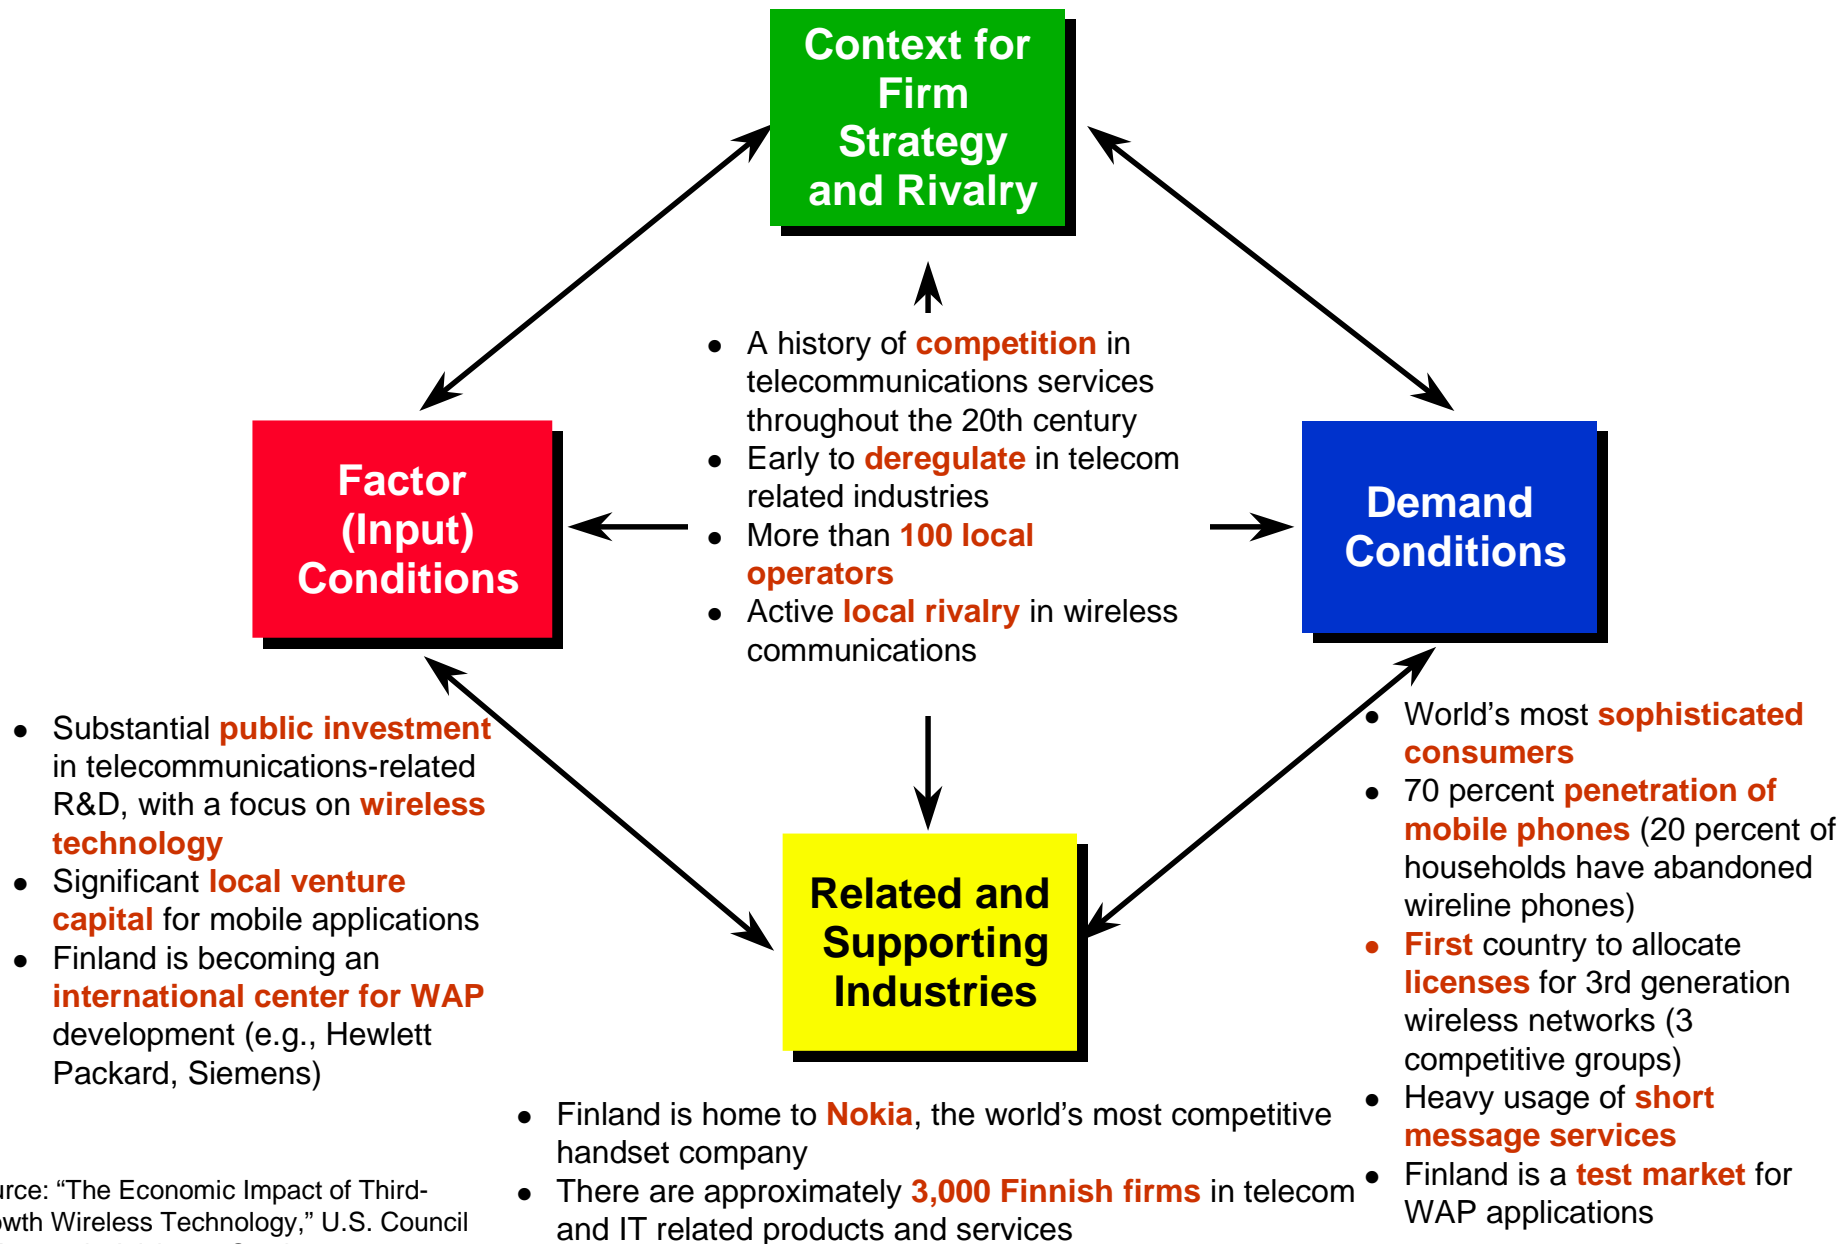 Context for
Firm
Strategy
and Rivalry
● A history of competition in
telecommunications services
throughout the 20th century
● Early to deregulate in telecom
related industries
● More than 100 local
operators
● Active local rivalry in wireless
communications
Factor
(Input)
Conditions
Demand
Conditions
● Substantial public investment
in telecommunications-related
R&D, with a focus on wireless
technology
● Significant local venture
capital for mobile applications
● Finland is becoming an
international center for WAP
development (e.g., Hewlett
Packard, Siemens)
Related and
Supporting
Industries
● World's most sophisticated
consumers
● 70 percent penetration of
mobile phones (20 percent of
households have abandoned
wireline phones)
● First country to allocate
licenses for 3rd generation
wireless networks (3
competitive groups)
● Heavy usage of short
message services
● Finland is a test market for
WAP applications
● Finland is home to Nokia, the world's most competitive
handset company
● There are approximately 3,000 Finnish firms in telecom
and IT related products and services
urce: “The Economic Impact of Third-
owth Wireless Technology,” U.S. Council